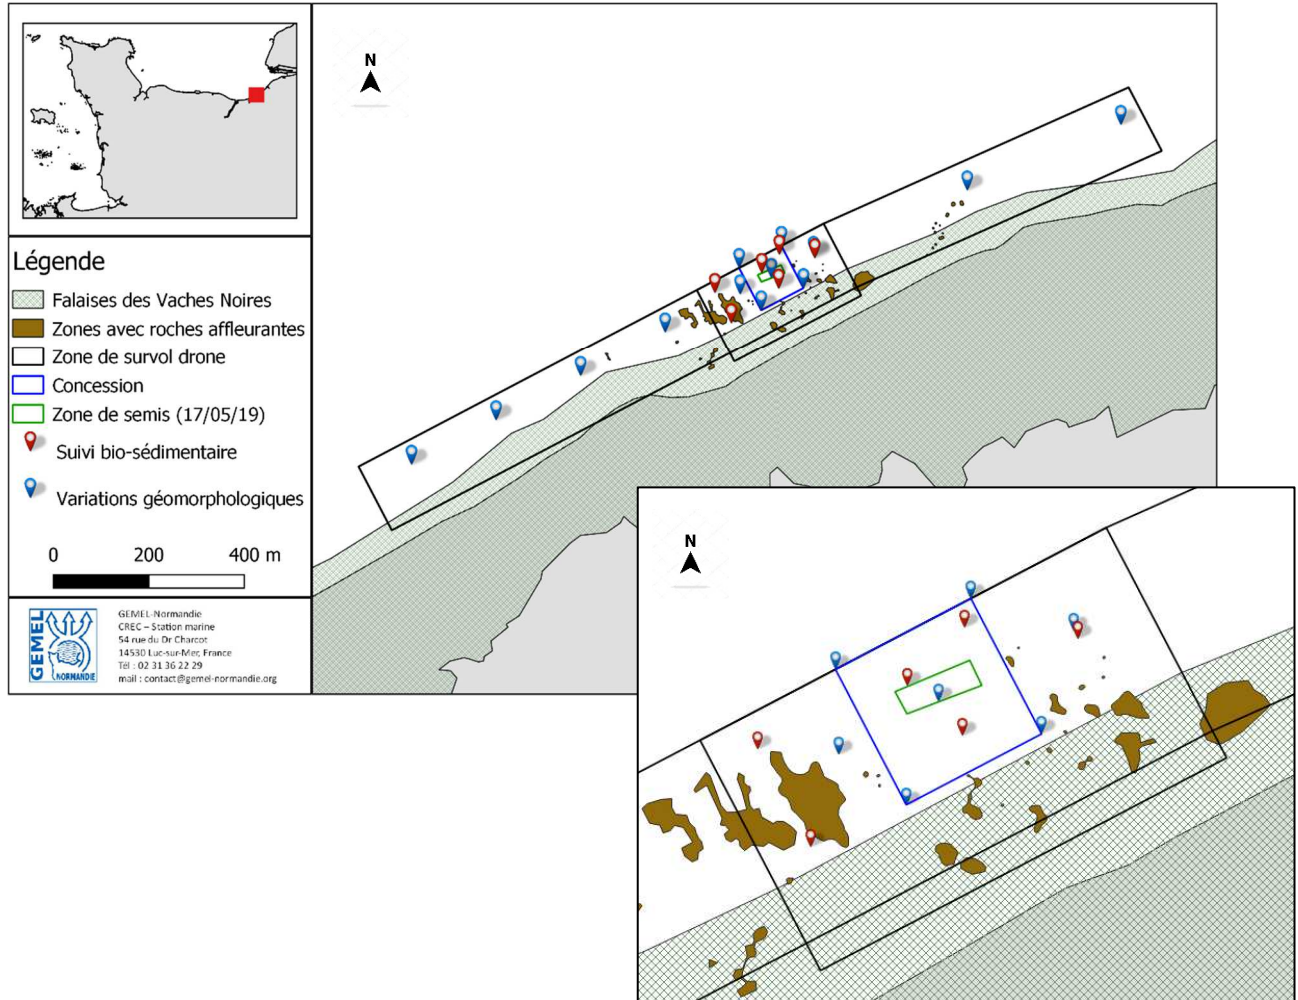 N
Légende
Falaises des Vaches Noires
Zones avec roches affleurantes
Zone de survol drone
Concession
Zone de semis (17/05/19)
Suivi bio-sédimentaire
Variations géomorphologiques
0 200 400 m
GEMEL
NORMANDIE
GEMEL-Normandie
CREC – Station marine
54 rue du Dr Charcot
14530 Luc-sur-Mer, France
Tél : 02 31 36 22 29
mail : contact@gemel-normandie.org
N